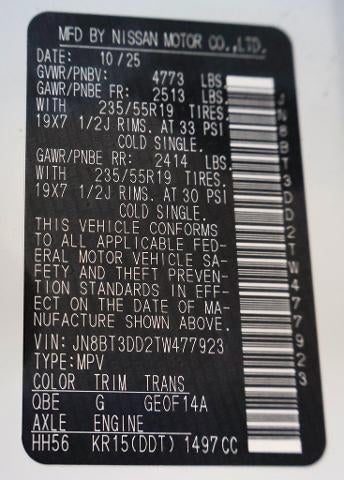 MFD BY NISSAN MOTOR CO.,LTD.
DATE: 10/25
GVWR/PNBV: 4773 LBS
GAWR/PNBE FR: 2513 LBS.
WITH 235/55R19 TIRES.
19X7 1/2J RIMS. AT 33 PSI
COLD SINGLE.
GAWR/PNBE RR: 2414 LBS.
WITH 235/55R19 TIRES.
19X7 1/2J RIMS. AT 30 PSI
COLD SINGLE.
THIS VEHICLE CONFORMS
TO ALL APPLICABLE FED-
ERAL MOTOR VEHICLE SA-
FETY AND THEFT PREVEN-
TION STANDARDS IN EFF-
ECT ON THE DATE OF MA-
NUFACTURE SHOWN ABOVE.
VIN: JN8BT3DD2TW477923
TYPE: MPV
COLOR TRIM TRANS
QBE G GE0F14A
AXLE ENGINE
HH56 KR15(DDT) 1497CC
JN8BT3DD2TW477923